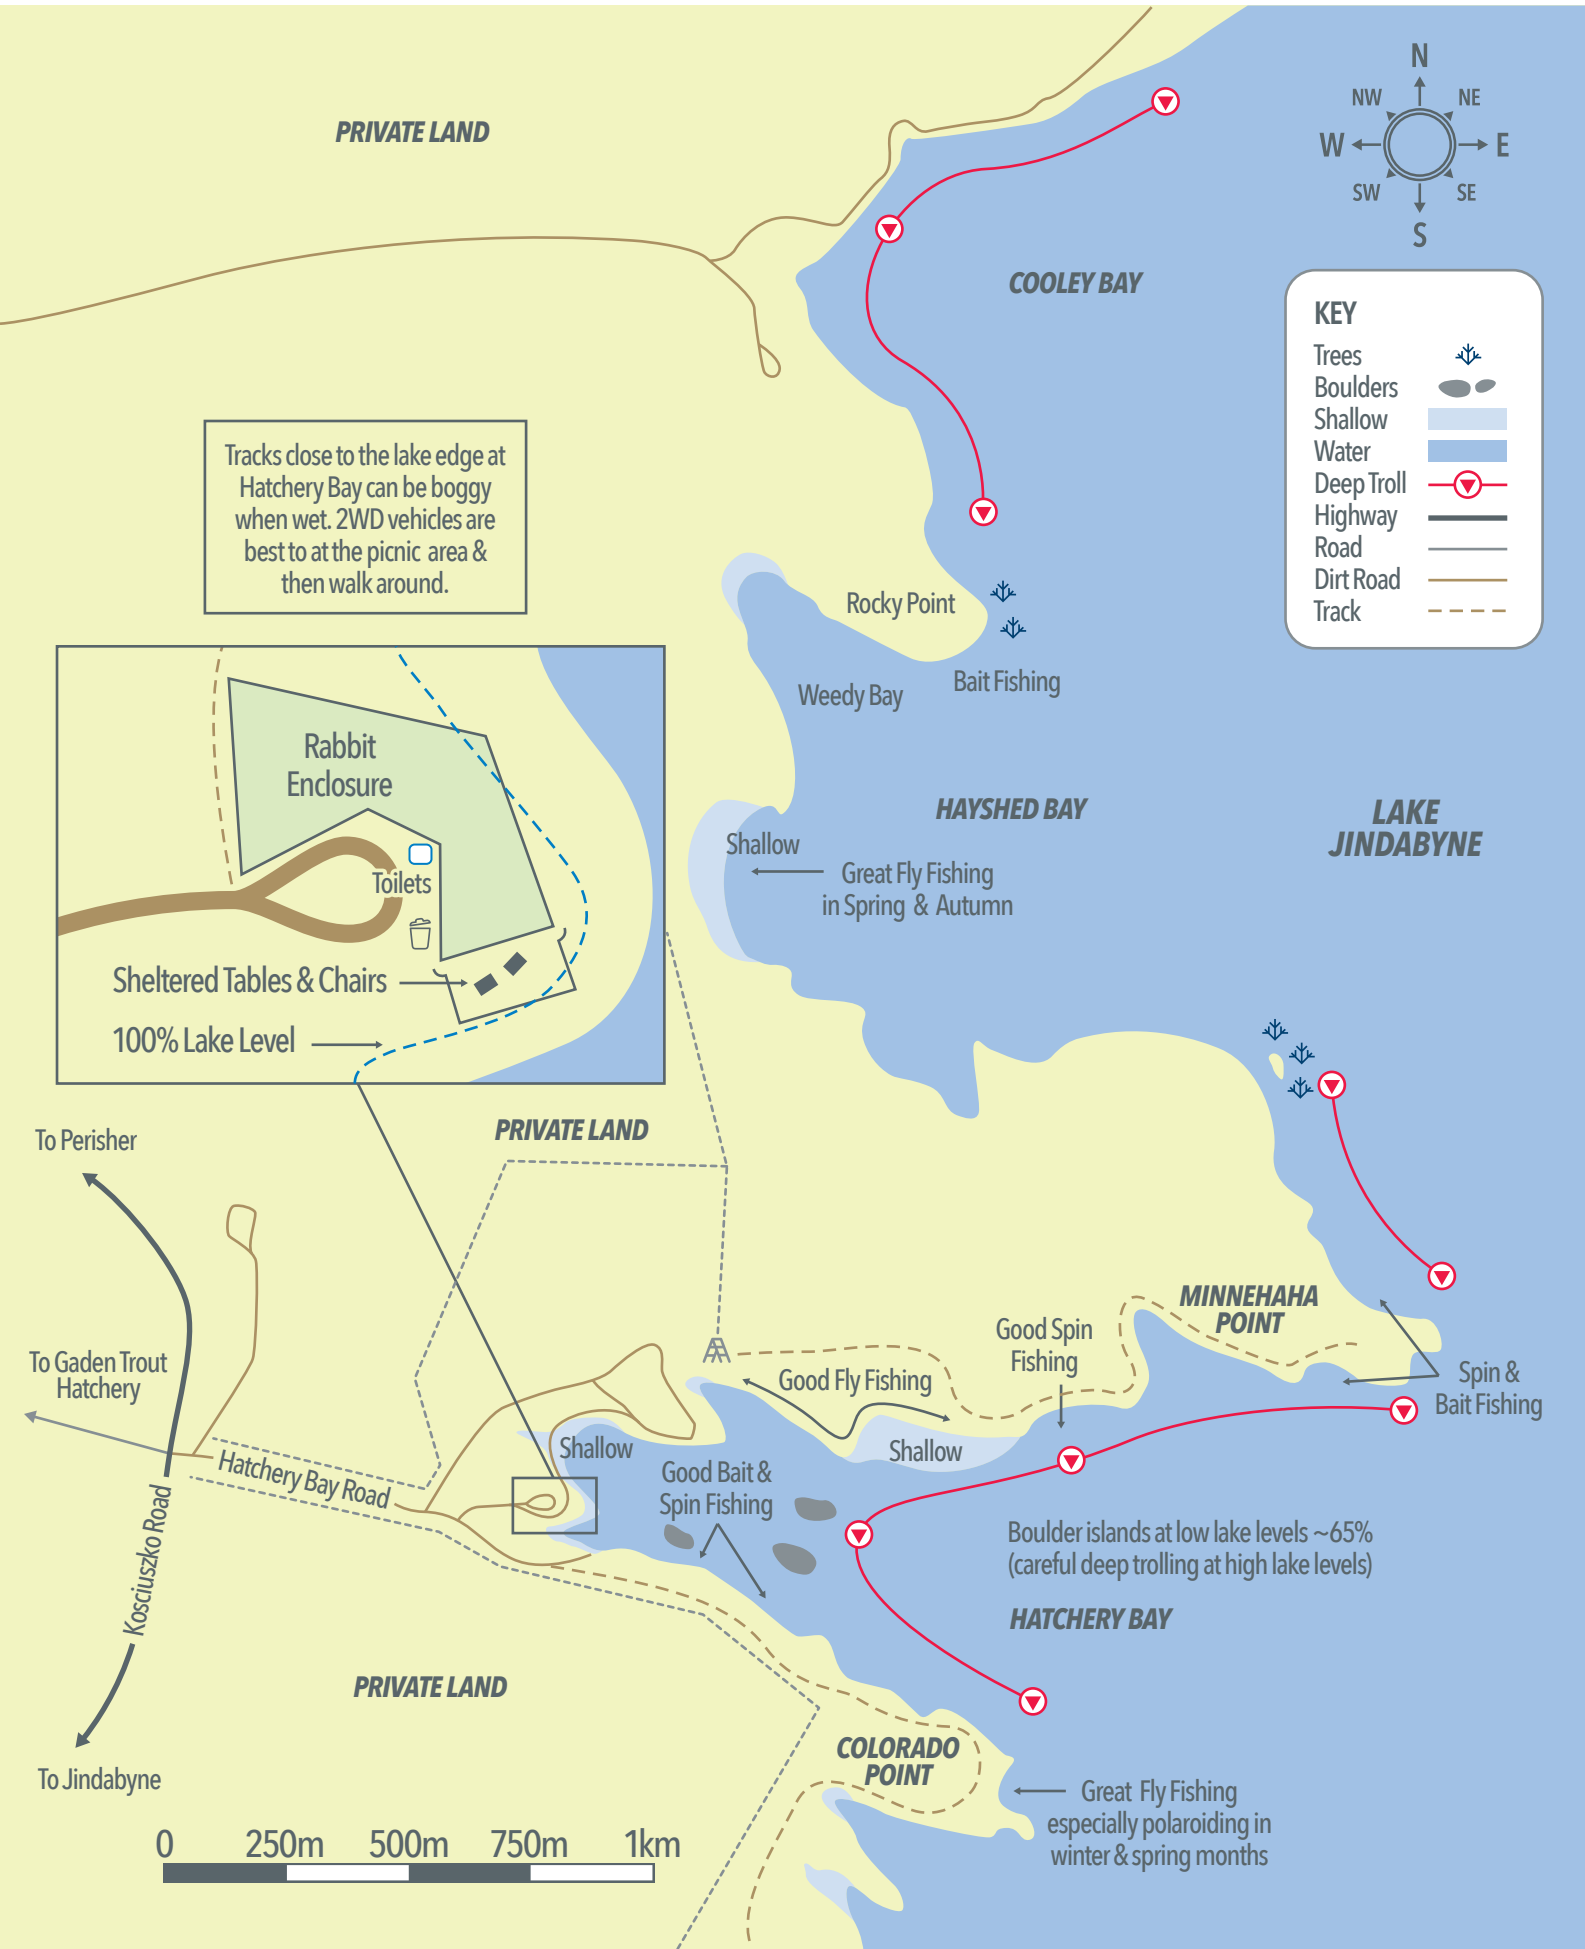 N
NW
NE
W
E
SW
SE
S
PRIVATE LAND
COOLEY BAY
KEY
Trees
Boulders
Shallow
Water
Deep Troll
Highway
Road
Dirt Road
Track
Tracks close to the lake edge at
Hatchery Bay can be boggy
when wet. 2WD vehicles are
best to at the picnic area &
then walk around.
Rocky Point
Bait Fishing
Weedy Bay
Rabbit
Enclosure
Toilets
Sheltered Tables & Chairs
100% Lake Level
HAYSHED BAY
LAKE
JINDABYNE
Shallow
Great Fly Fishing
in Spring & Autumn
PRIVATE LAND
To Perisher
To Gaden Trout
Hatchery
Hatchery Bay Road
Kosciuszko Road
To Jindabyne
MINNEHAHA
POINT
Good Spin
Fishing
Good Fly Fishing
Spin &
Bait Fishing
Shallow
Shallow
Good Bait &
Spin Fishing
Boulder islands at low lake levels ~65%
(careful deep trolling at high lake levels)
HATCHERY BAY
PRIVATE LAND
COLORADO
POINT
Great Fly Fishing
especially polaroiding in
winter & spring months
0
250m
500m
750m
1km